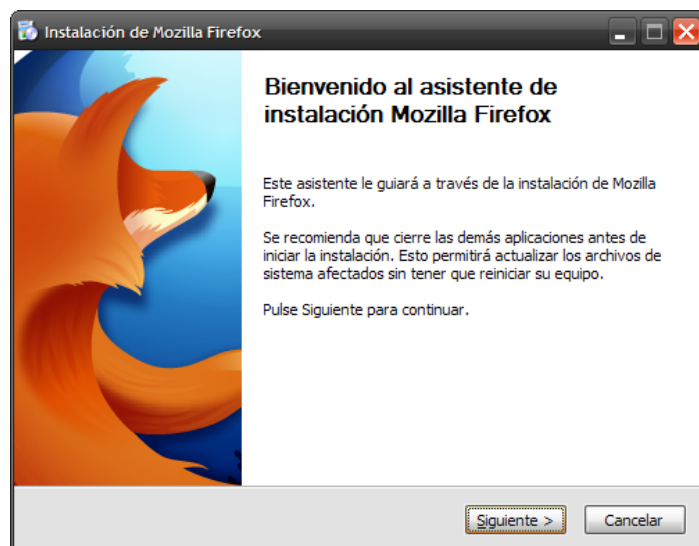 Instalación de Mozilla Firefox
Bienvenido al asistente de
instalación Mozilla Firefox
Este asistente le guiará a través de la instalación de Mozilla
Firefox.
Se recomienda que cierre las demás aplicaciones antes de
iniciar la instalación. Esto permitirá actualizar los archivos de
sistema afectados sin tener que reiniciar su equipo.
Pulse Siguiente para continuar.
Siguiente >
Cancelar